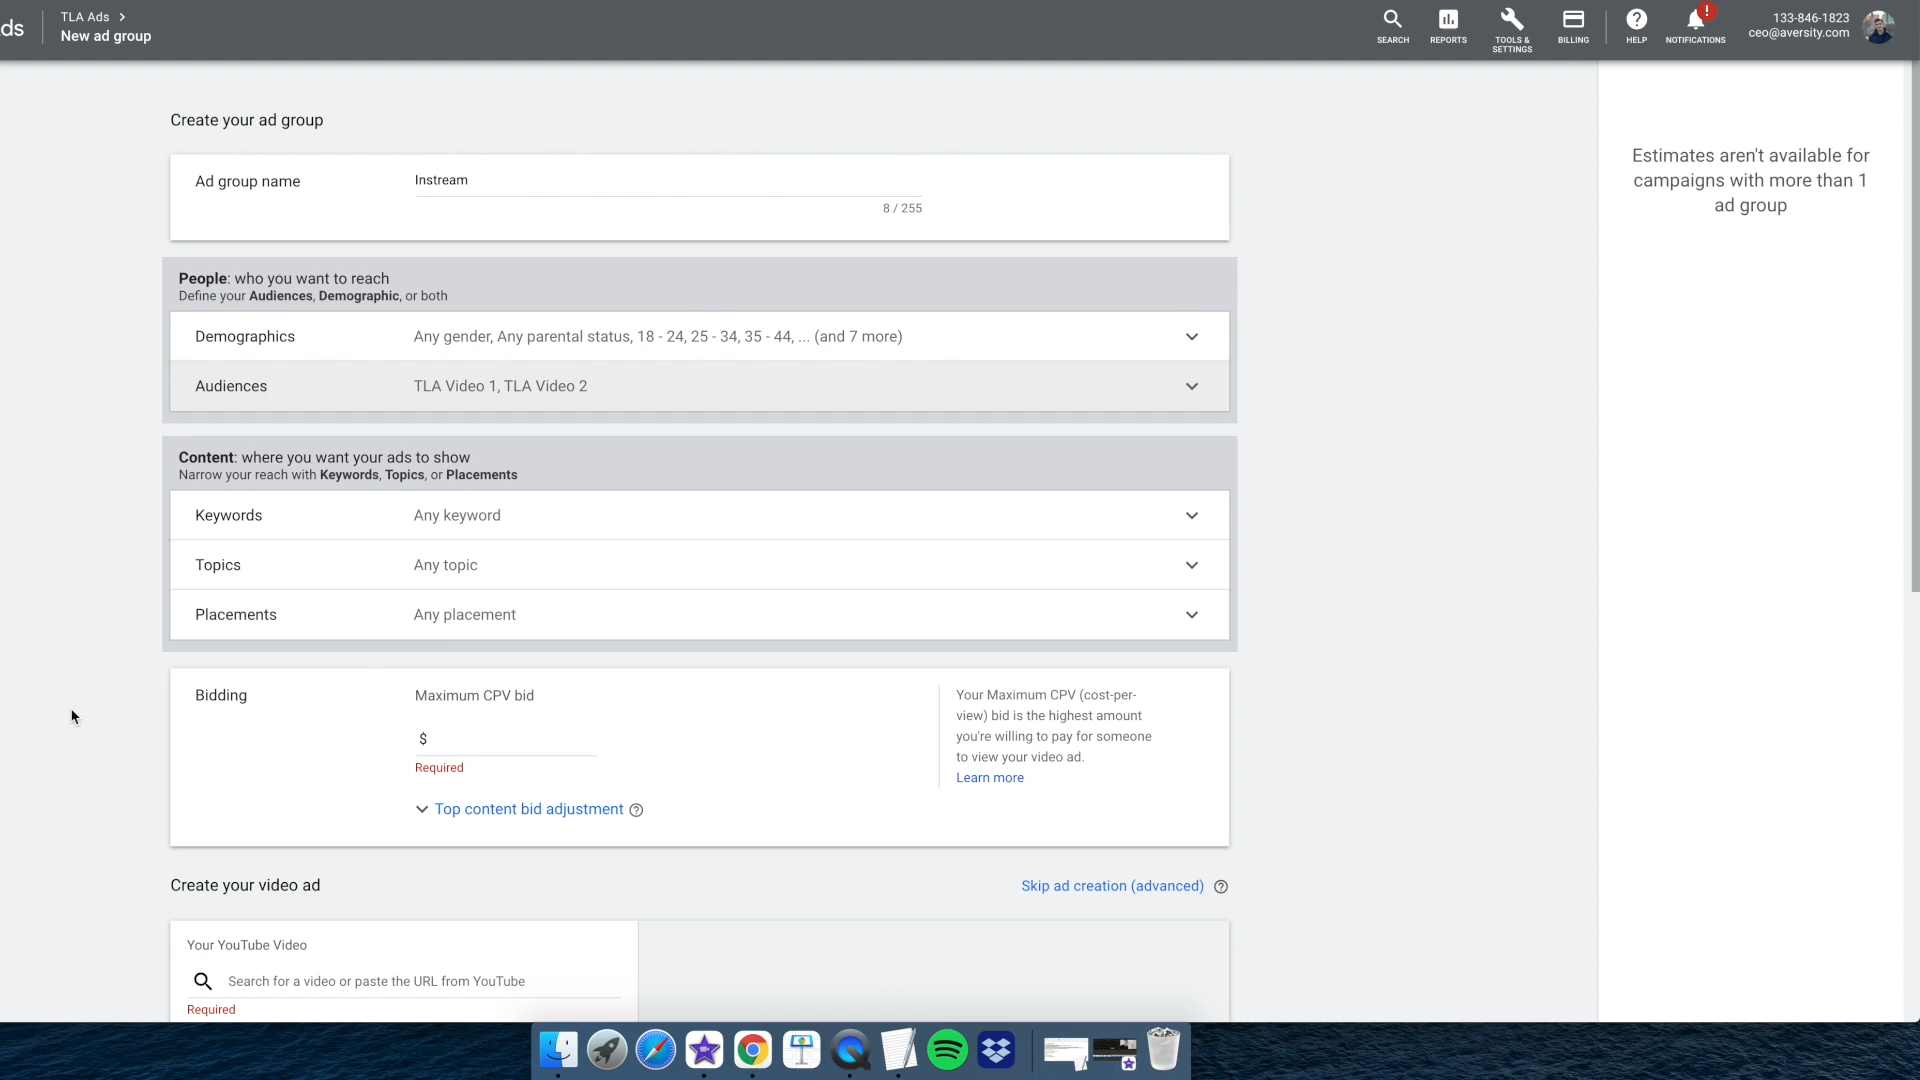 ds
TLA Ads
New ad group
SEARCH
REPORTS
TOOLS &
SETTINGS
BILLING
HELP
!
NOTIFICATIONS
133-846-1823
ceo@aversity.com
Create your ad group
Ad group name
Instream
8 / 255
Estimates aren't available for
campaigns with more than 1
ad group
People: who you want to reach
Define your Audiences, Demographic, or both
Demographics
Any gender, Any parental status, 18 - 24, 25 - 34, 35 - 44, ... (and 7 more)
Audiences
TLA Video 1, TLA Video 2
Content: where you want your ads to show
Narrow your reach with Keywords, Topics, or Placements
Keywords
Any keyword
Topics
Any topic
Placements
Any placement
Bidding
Maximum CPV bid
$
Required
Top content bid adjustment
Your Maximum CPV (cost-per-
view) bid is the highest amount
you're willing to pay for someone
to view your video ad.
Learn more
Create your video ad
Skip ad creation (advanced)
Your YouTube Video
Search for a video or paste the URL from YouTube
Required